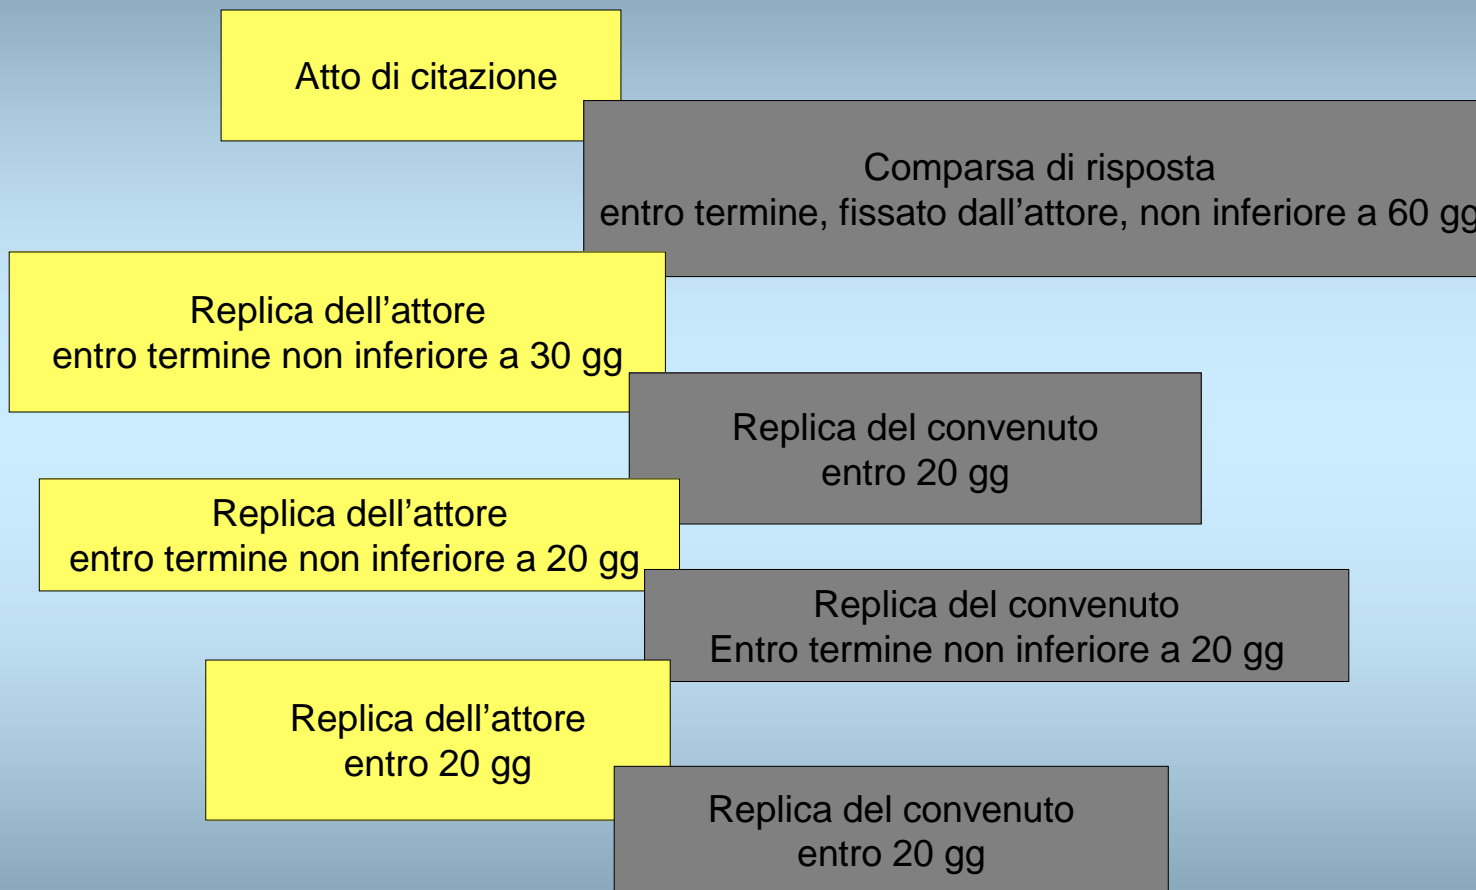 Atto di citazione
Comparsa di risposta
entro termine, fissato dall’attore, non inferiore a 60 gg
Replica dell’attore
entro termine non inferiore a 30 gg
Replica del convenuto
entro 20 gg
Replica dell’attore
entro termine non inferiore a 20 gg
Replica del convenuto
Entro termine non inferiore a 20 gg
Replica dell’attore
entro 20 gg
Replica del convenuto
entro 20 gg